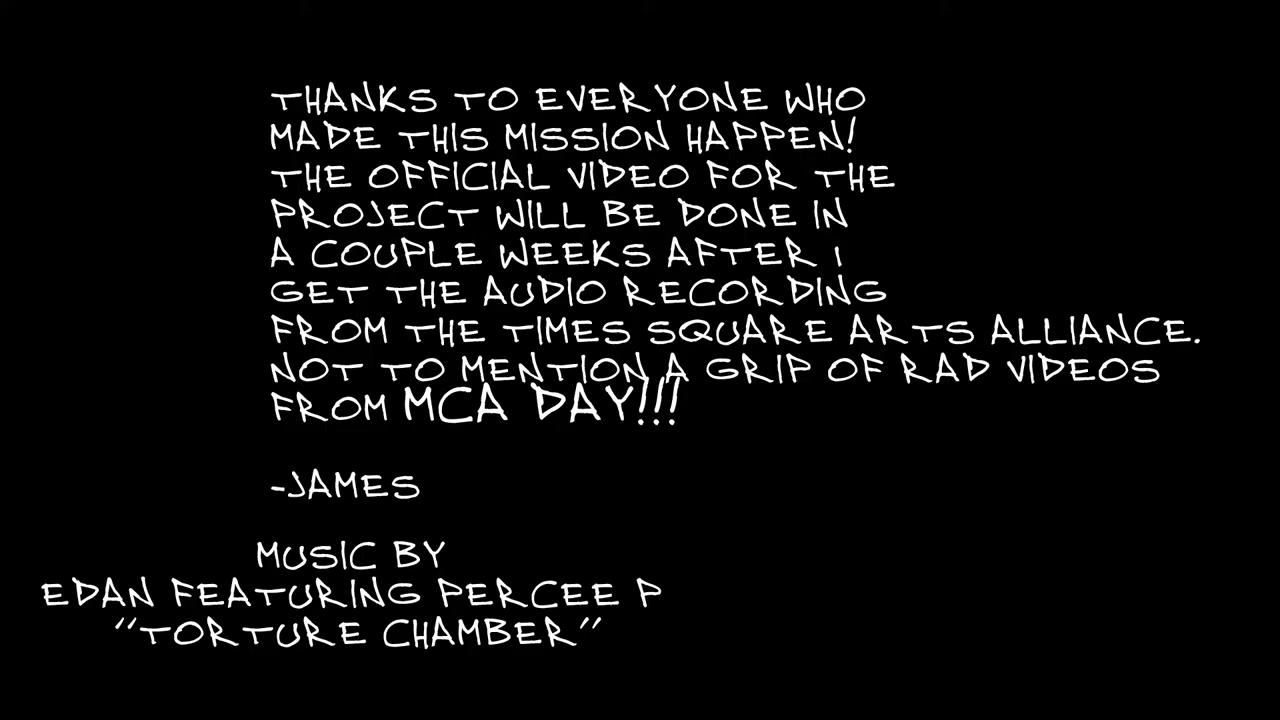 THANKS TO EVERYONE WHO
MADE THIS MISSION HAPPEN!
THE OFFICIAL VIDEO FOR THE
PROJECT WILL BE DONE IN
A COUPLE WEEKS AFTER I
GET THE AUDIO RECORDING
FROM THE TIMES SQUARE ARTS ALLIANCE.
NOT TO MENTION A GRIP OF RAD VIDEOS
FROM MCA DAY!!!
-JAMES
MUSIC BY
EDAN FEATURING PERCEE P
"TORTURE CHAMBER"